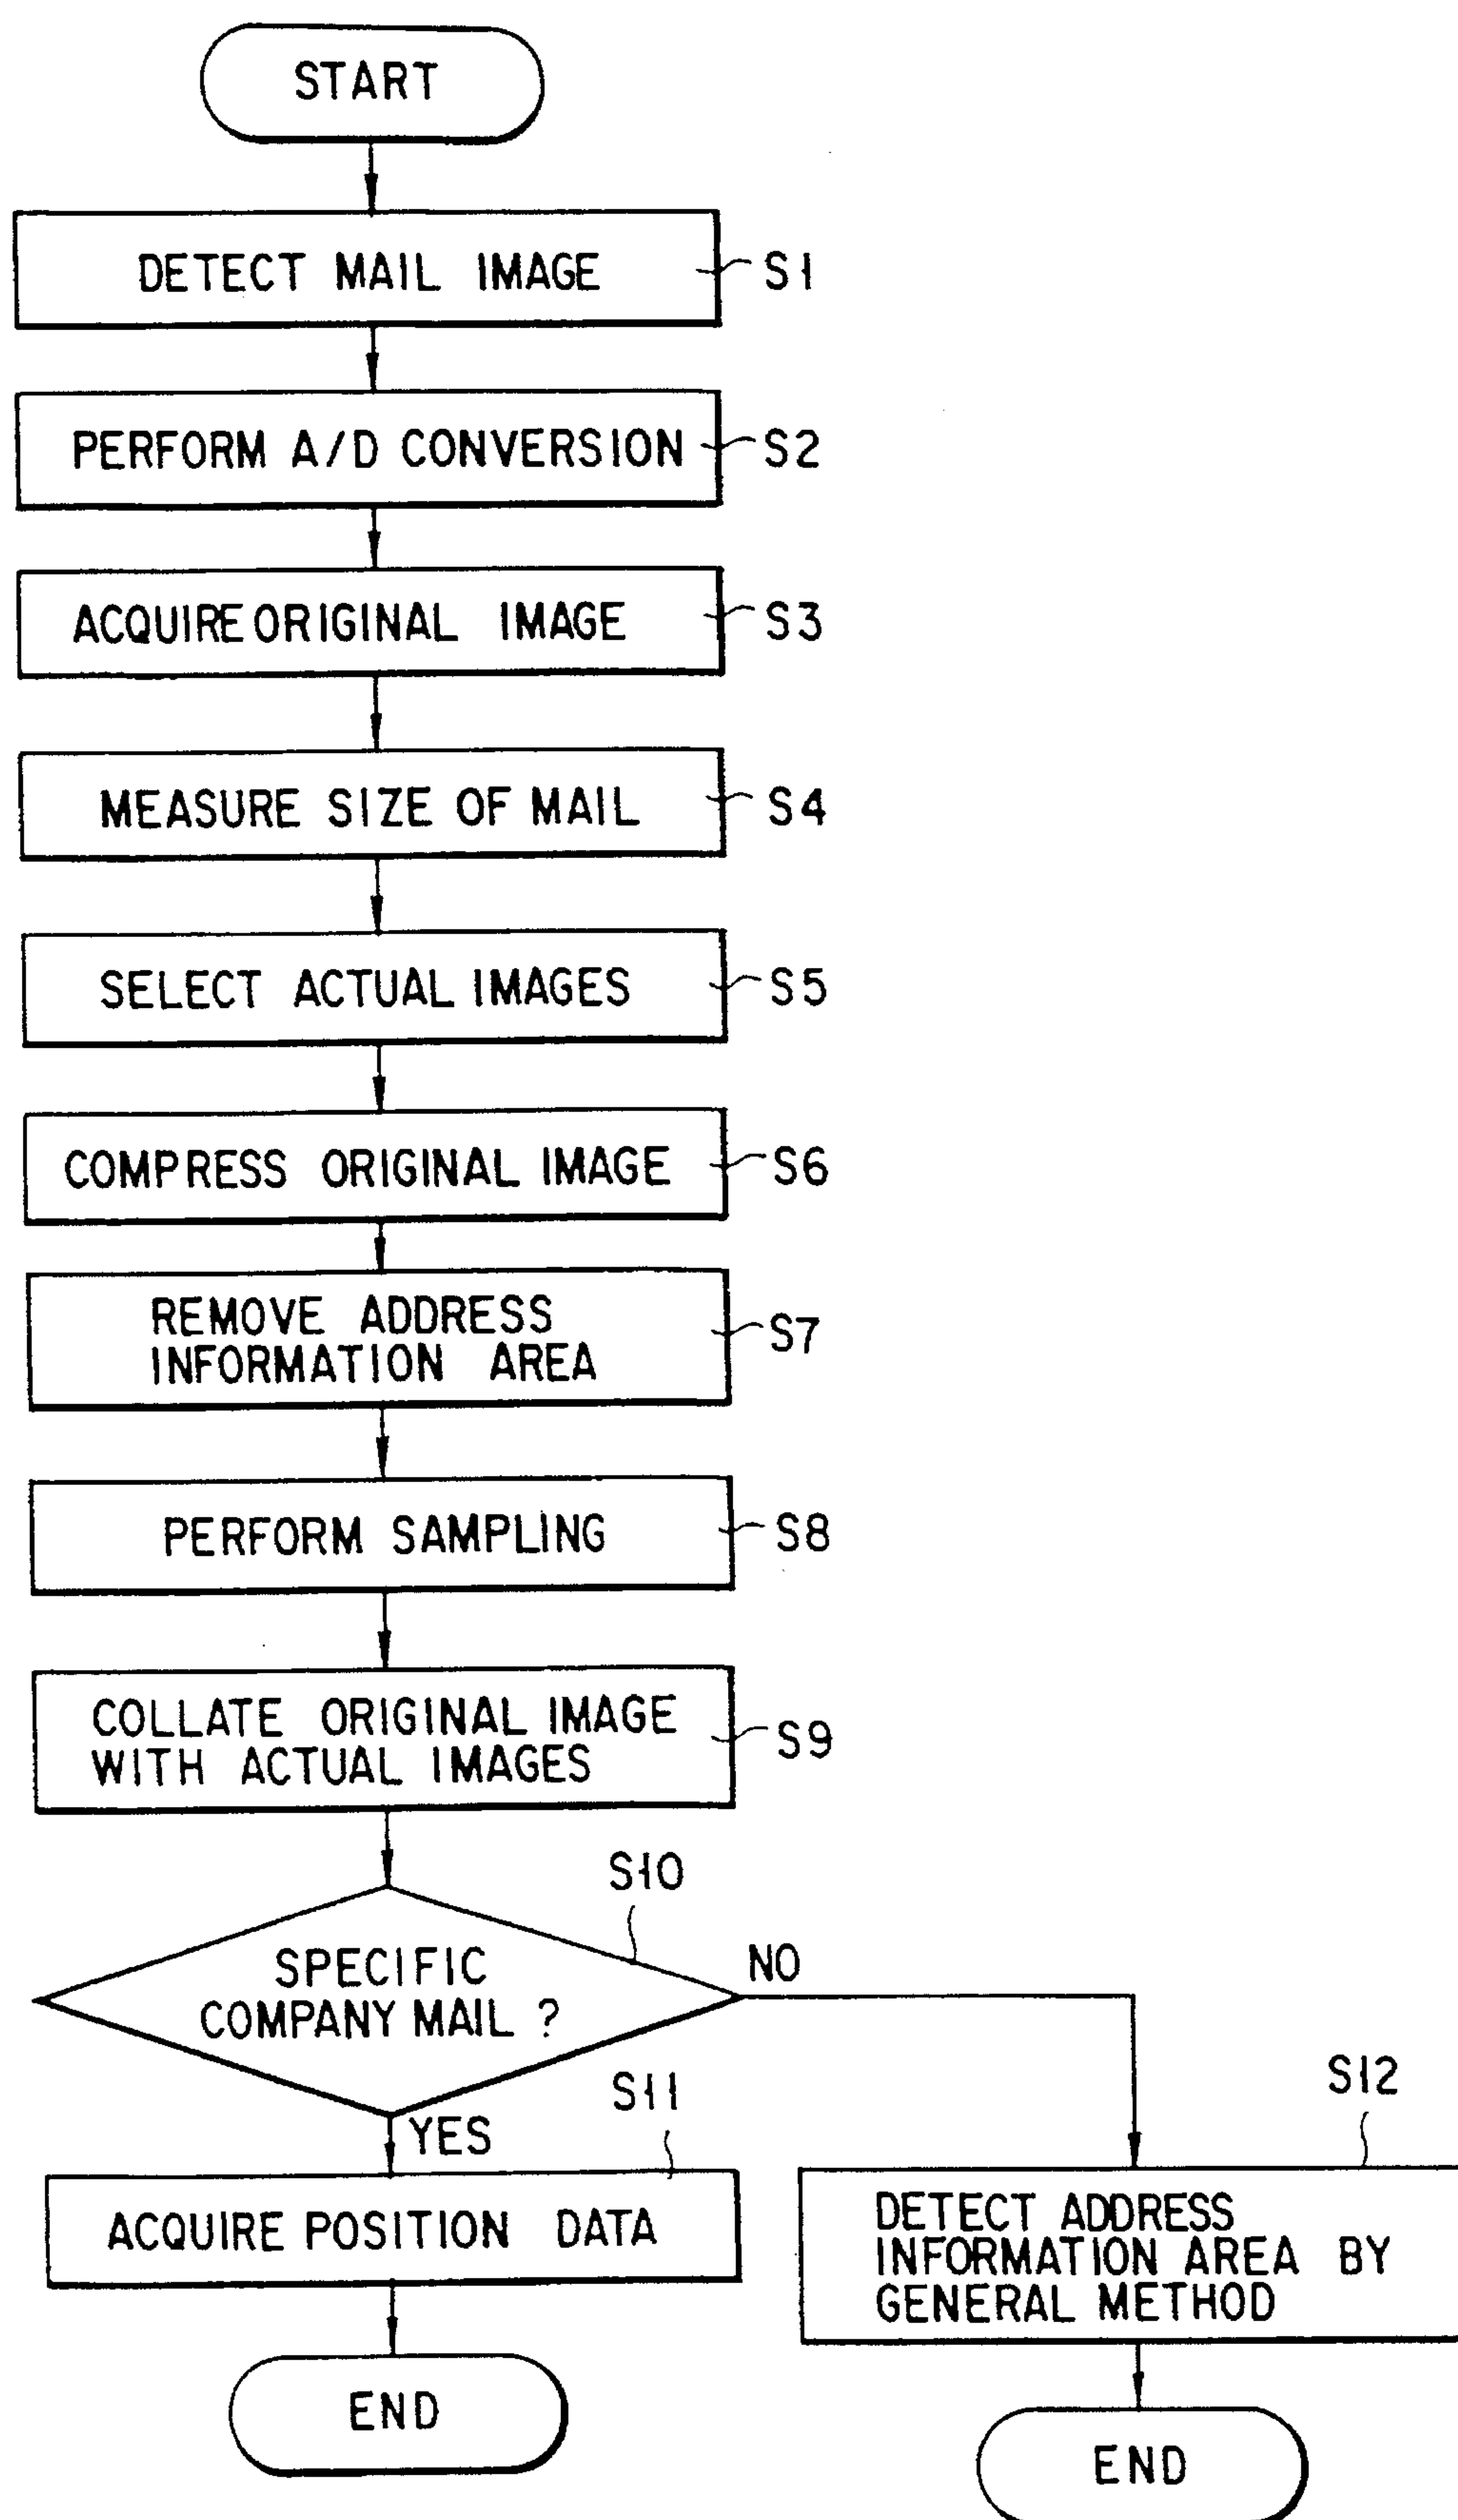 START
DETECT MAIL IMAGE
S1
PERFORM A/D CONVERSION
S2
ACQUIRE ORIGINAL IMAGE
S3
MEASURE SIZE OF MAIL
S4
SELECT ACTUAL IMAGES
S5
COMPRESS ORIGINAL IMAGE
S6
REMOVE ADDRESS
INFORMATION AREA
S7
PERFORM SAMPLING
S8
COLLATE ORIGINAL IMAGE
WITH ACTUAL IMAGES
S9
S10
SPECIFIC
COMPANY MAIL ?
NO
YES
S11
ACQUIRE POSITION DATA
END
S12
DETECT ADDRESS
INFORMATION AREA BY
GENERAL METHOD
END